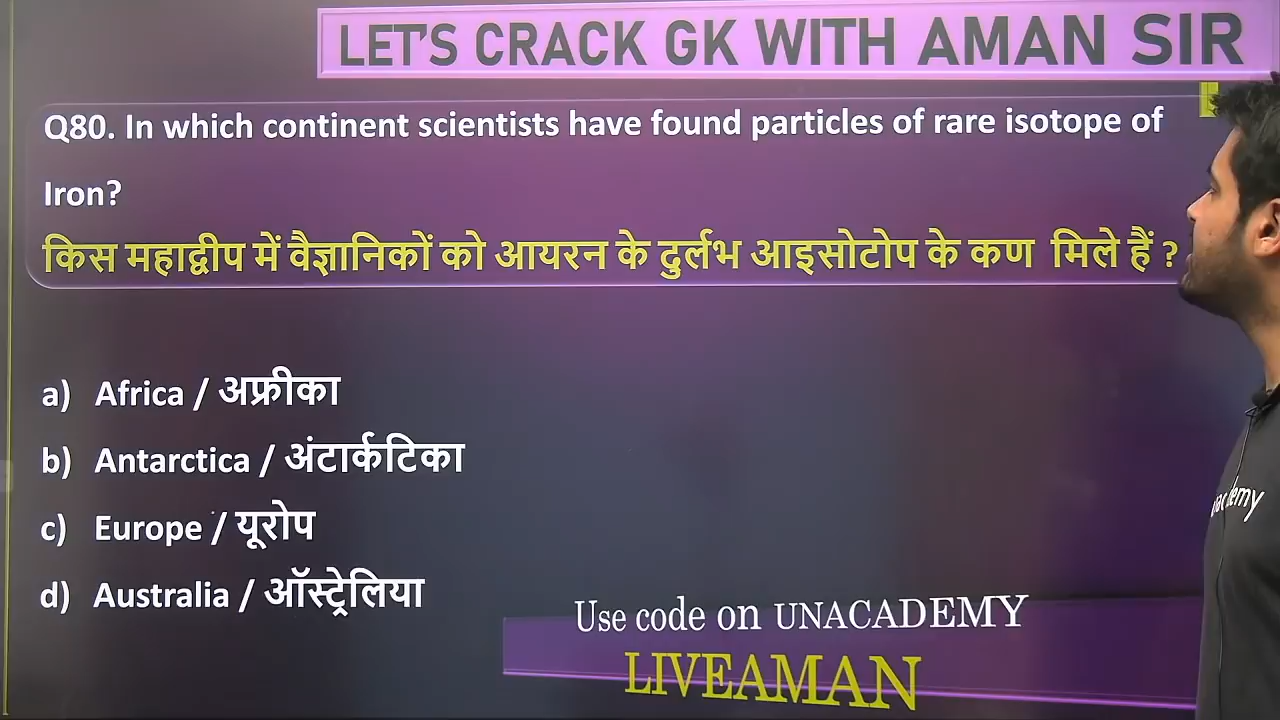 LET'S CRACK GK WITH AMAN SIR
Q80. In which continent scientists have found particles of rare isotope of
Iron?
किस महाद्वीप में वैज्ञानिकों को आयरन के दुर्लभ आइसोटोप के कण मिले हैं ?
a) Africa / अफ्रीका
b) Antarctica / अंटार्कटिका
c) Europe / यूरोप
d) Australia / ऑस्ट्रेलिया
Use code on UNACADEMY
LIVEAMAN